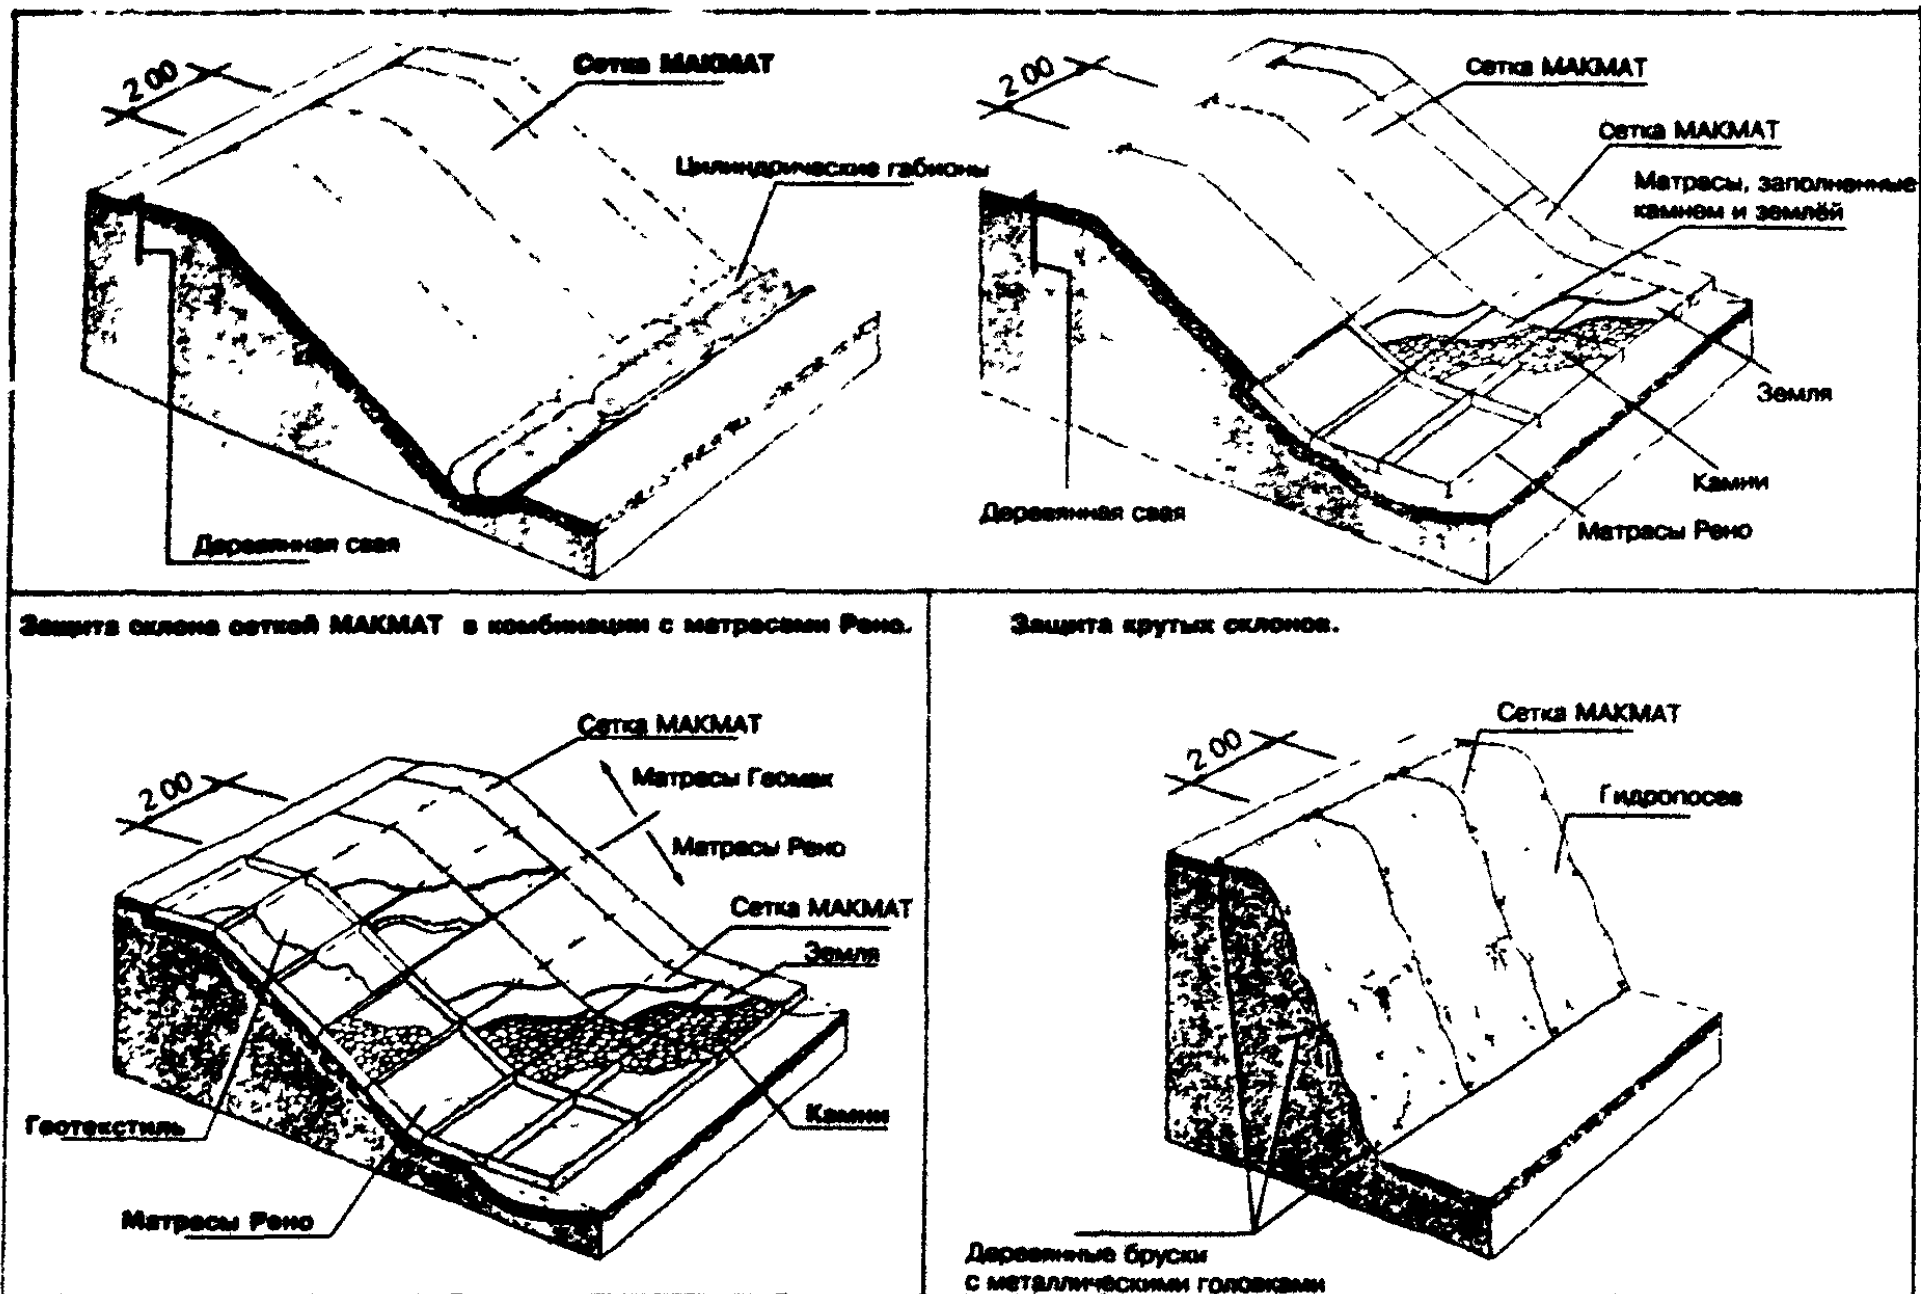 2.00
Сетка МАКМАТ
Цилиндрические габионы
Деревянная свая
2.00
Сетка МАКМАТ
Сетка МАКМАТ
Матрасы, заполненные
камнем и землёй
Земля
Камни
Матрасы Рено
Деревянная свая
Защита склона сеткой МАКМАТ в комбинации с матрасами Рено.
2.00
Сетка МАКМАТ
Матрасы Геомак
Матрасы Рено
Сетка МАКМАТ
Земля
Камни
Геотекстиль
Матрасы Рено
Защита крутых склонов.
2.00
Сетка МАКМАТ
Гидропосев
Деревянные бруски
с металлическими головками